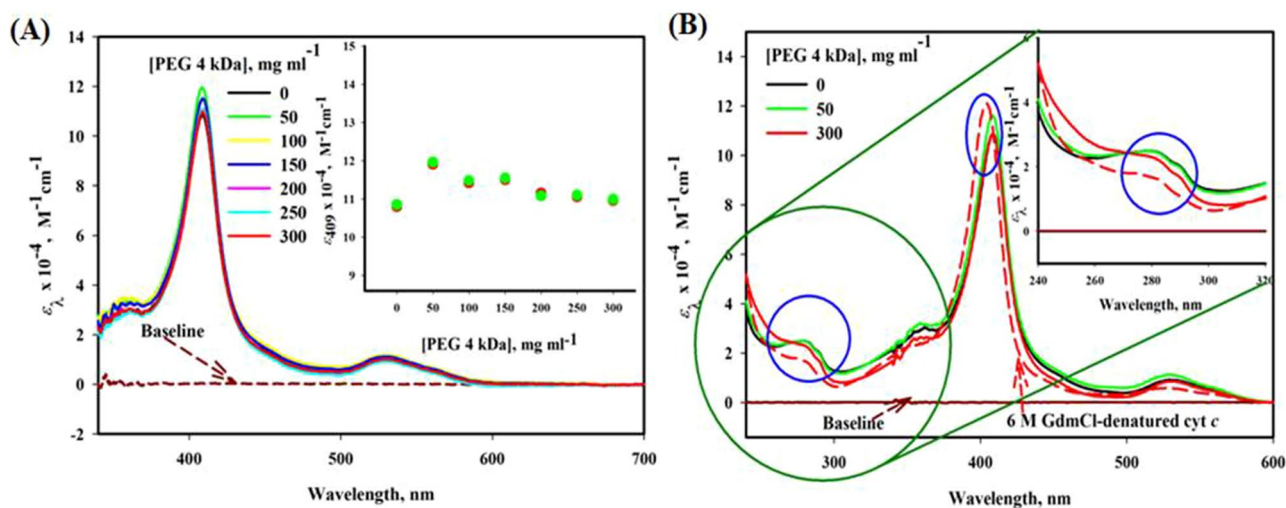 (A)
14
12
10
8
6
4
2
0
-2
ελ x 10⁻⁴, M⁻¹cm⁻¹
[PEG 4 kDa], mg ml⁻¹
0
50
100
150
200
250
300
15
14
13
12
11
10
9
ε409 x 10⁻⁴, M⁻¹cm⁻¹
0 50 100 150 200 250 300
[PEG 4 kDa], mg ml⁻¹
Baseline
400 500 600 700
Wavelength, nm
(B)
14
12
10
8
6
4
2
0
ελ x 10⁻⁴, M⁻¹cm⁻¹
[PEG 4 kDa], mg ml⁻¹
0
50
300
6
4
2
0
ελ x 10⁻⁴, M⁻¹cm⁻¹
240 260 280 300 320
Wavelength, nm
Baseline
6 M GdmCl-denatured cyt c
300 400 500 600
Wavelength, nm